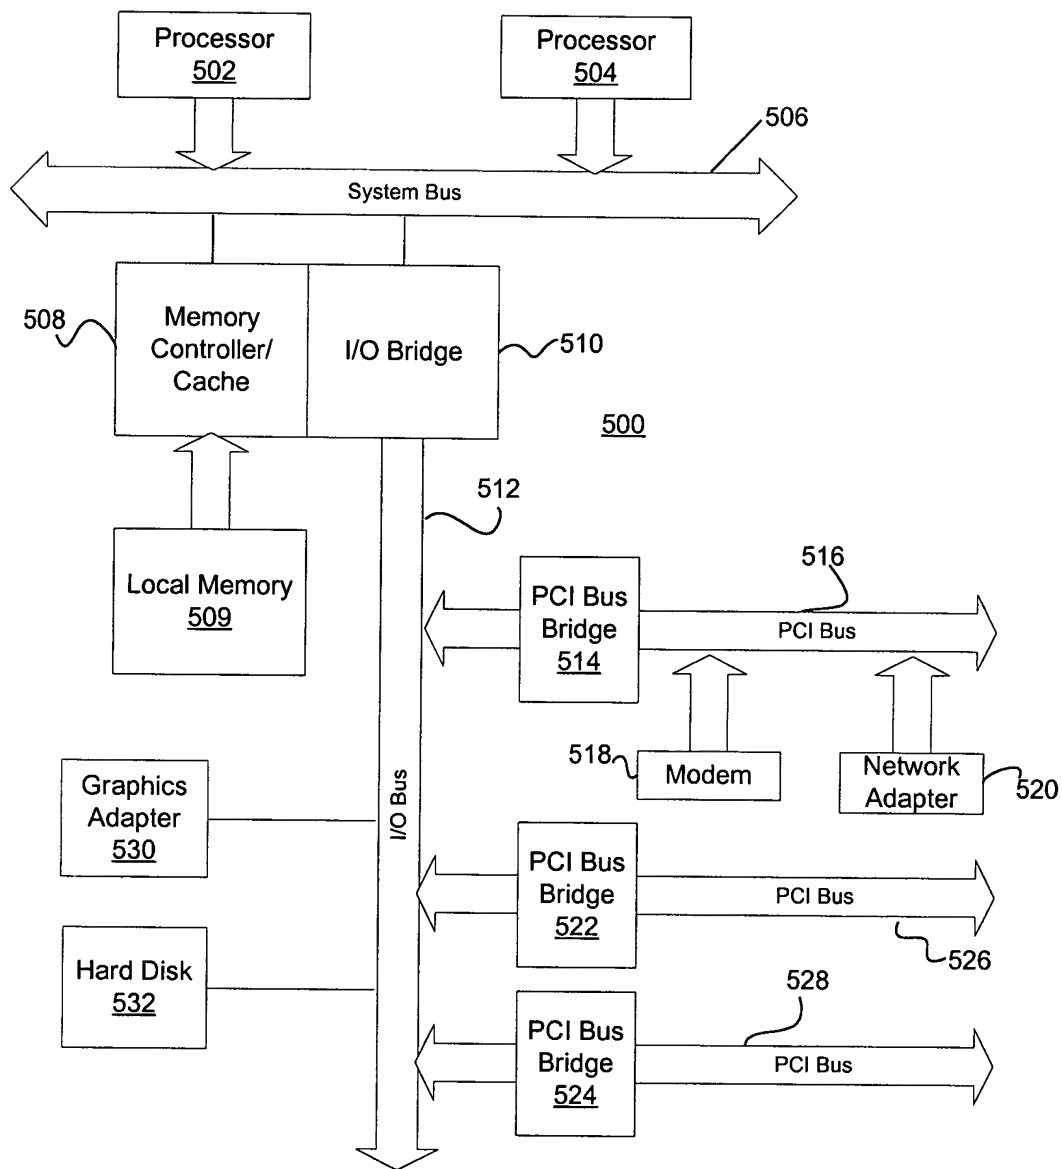 Processor
502
Processor
504
506
System Bus
508
Memory
Controller/
Cache
I/O Bridge
510
500
512
Local Memory
509
PCI Bus
Bridge
514
516
PCI Bus
518
Modem
Network
Adapter
520
Graphics
Adapter
530
I/O Bus
PCI Bus
Bridge
522
PCI Bus
526
Hard Disk
532
528
PCI Bus
Bridge
524
PCI Bus